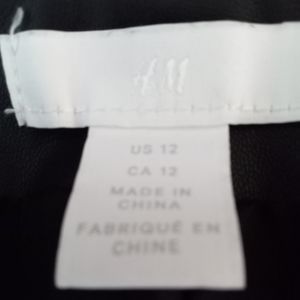 H&M
US 12
CA 12
MADE IN
CHINA
FABRIQUÉ EN
CHINE